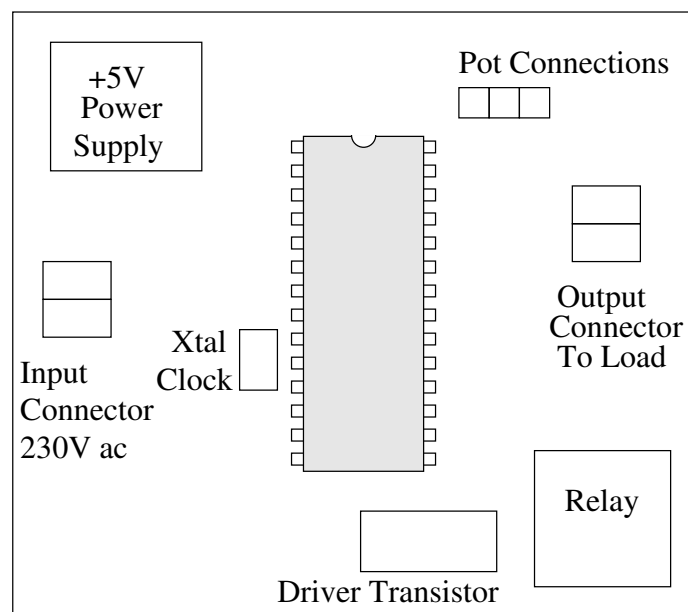 +5V
Power
Supply
Pot Connections
Output
Connector
To Load
Xtal
Clock
Input
Connector
230V ac
Relay
Driver Transistor